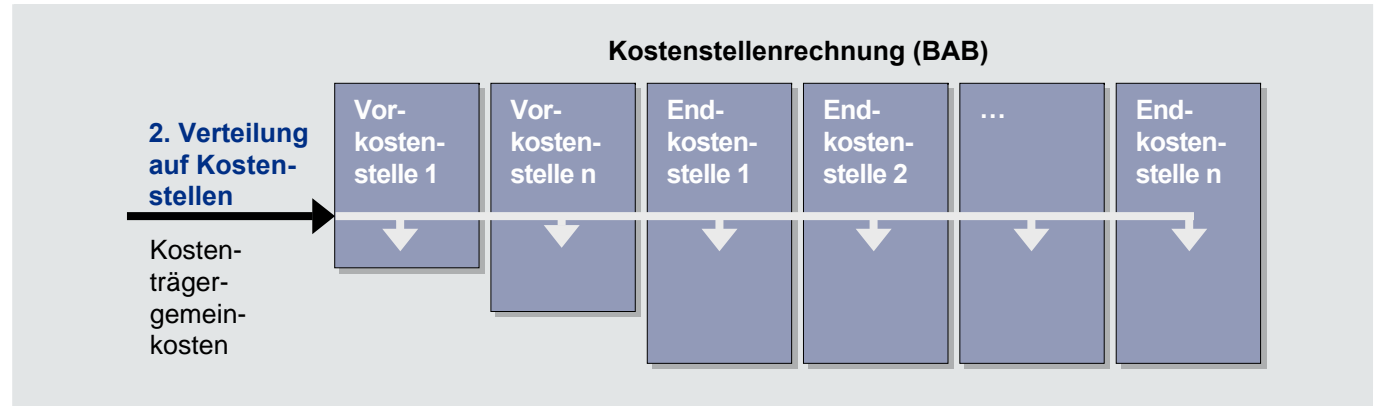 Kostenstellenrechnung (BAB)
2. Verteilung
auf Kosten-
stellen
Kosten-
träger-
gemein-
kosten
Vor-
kosten-
stelle 1
Vor-
kosten-
stelle n
End-
kosten-
stelle 1
End-
kosten-
stelle 2
…
End-
kosten-
stelle n